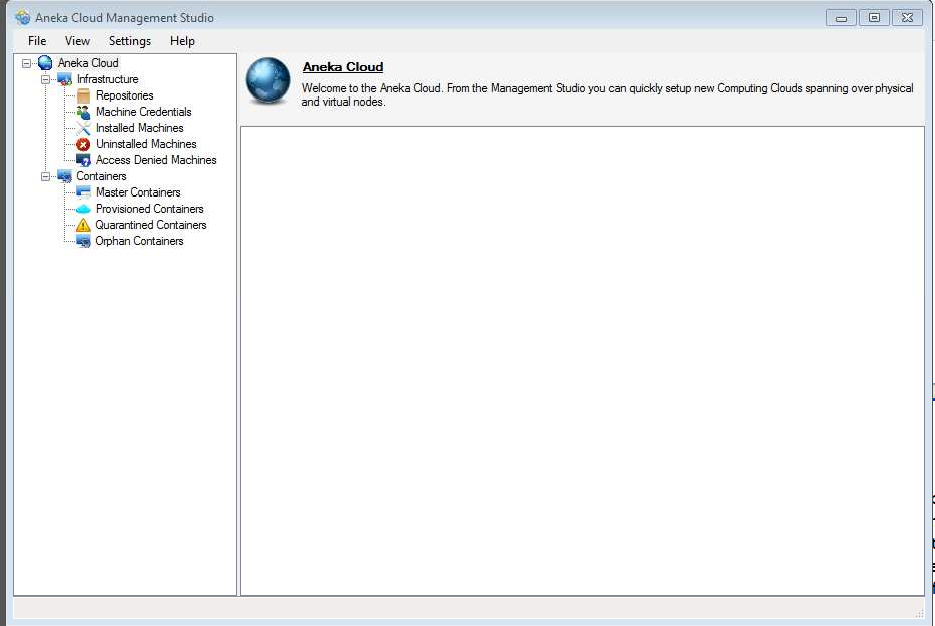 Aneka Cloud Management Studio
File View Settings Help
Aneka Cloud
Infrastructure
Repositories
Machine Credentials
Installed Machines
Uninstalled Machines
Access Denied Machines
Containers
Master Containers
Provisioned Containers
Quarantined Containers
Orphan Containers
Aneka Cloud
Welcome to the Aneka Cloud. From the Management Studio you can quickly setup new Computing Clouds spanning over physical
and virtual nodes.